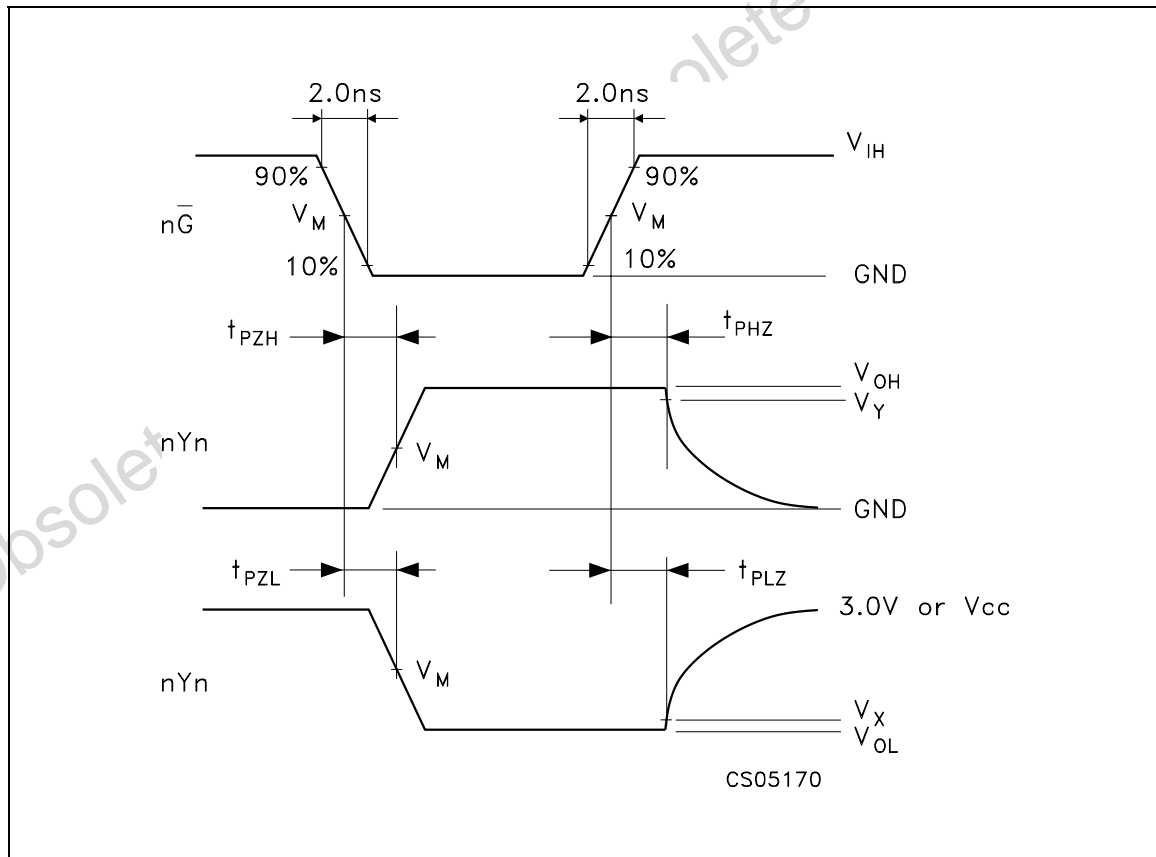 2.0ns 2.0ns
V_IH
90% 90%
nG̅ V_M V_M
10% 10%
GND
t_PZH t_PHZ
V_OH
V_Y
nYn V_M
GND
t_PZL t_PLZ
3.0V or Vcc
nYn V_M
V_X
V_OL
CS05170